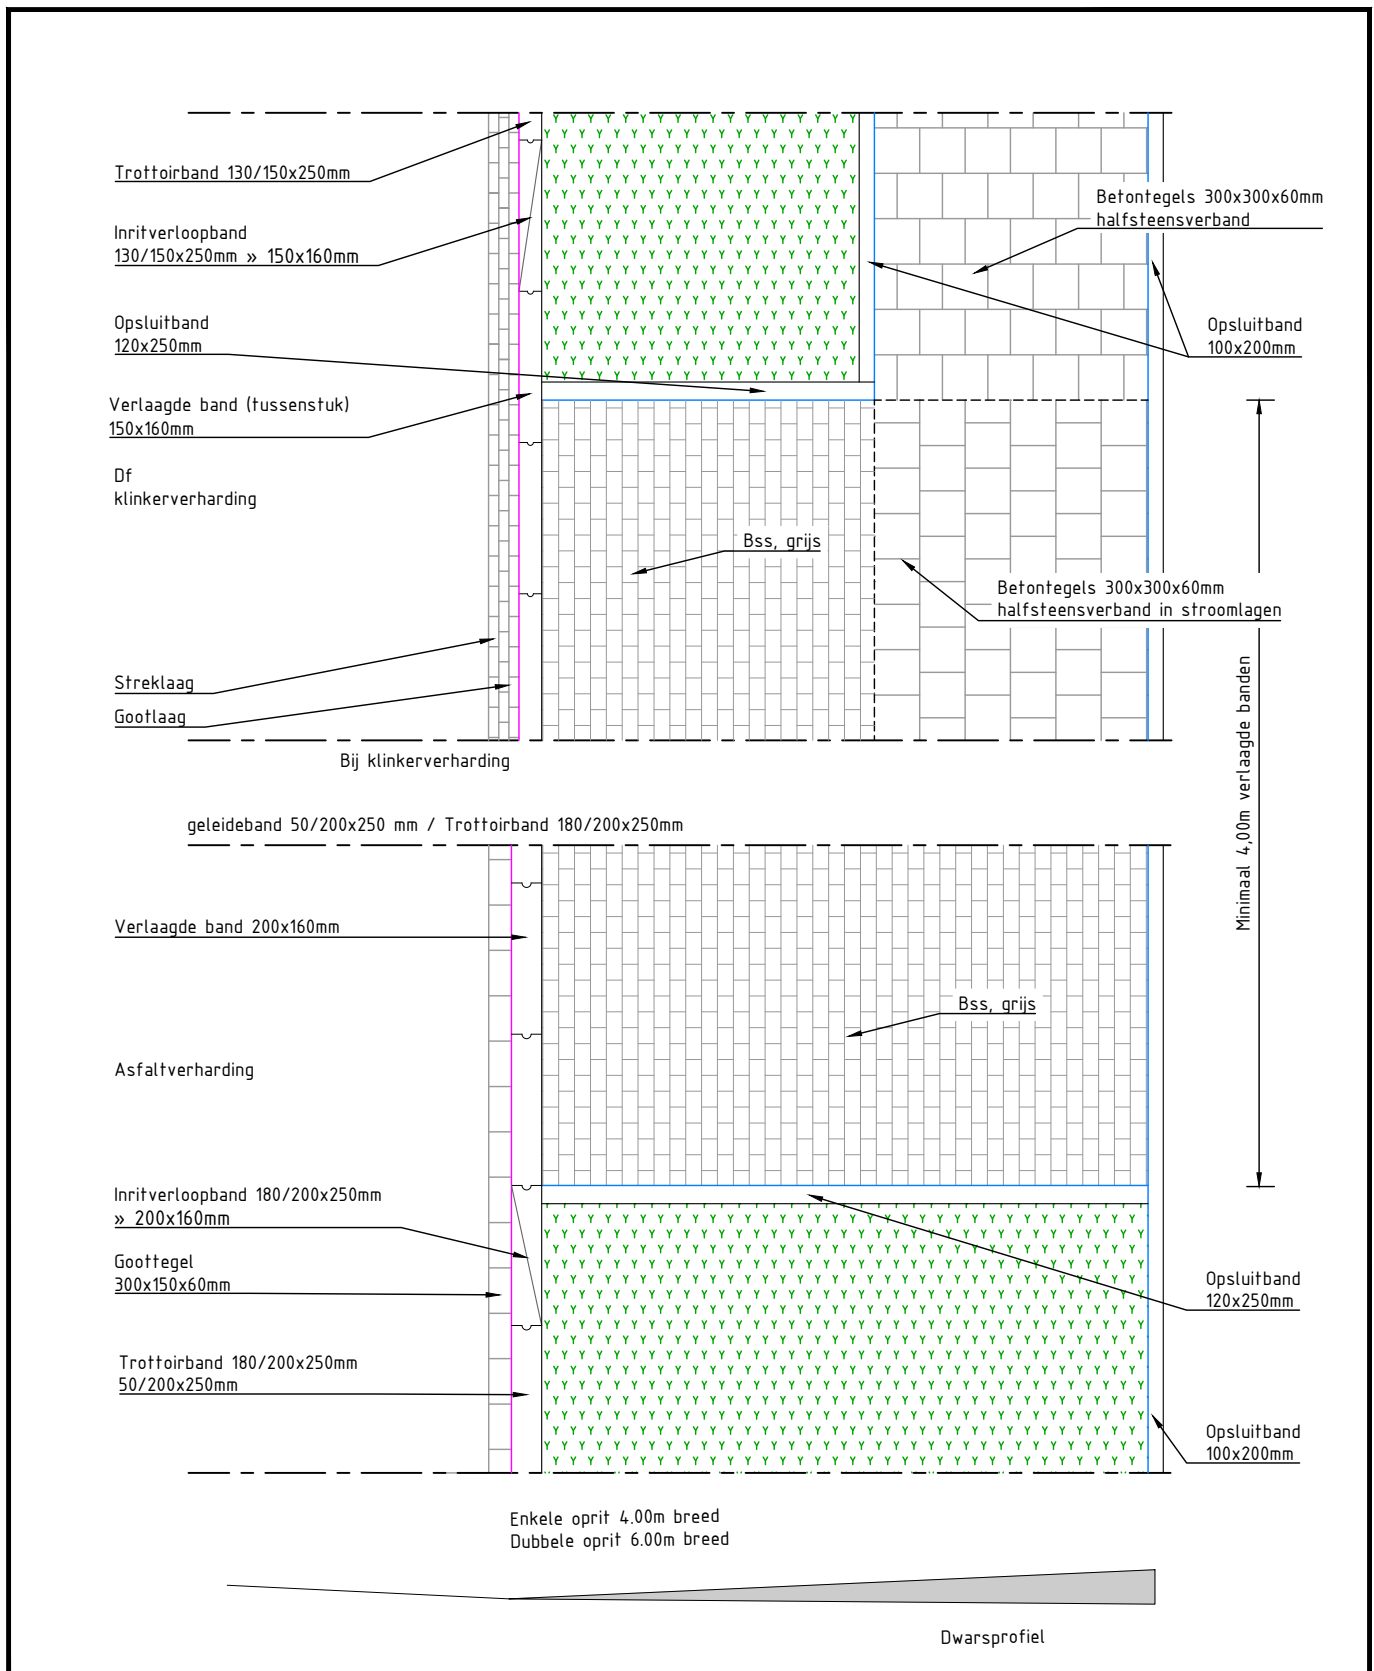 Trottoirband 130/150x250mm
Inritverloopband
130/150x250mm » 150x160mm
Opsluitband
120x250mm
Verlaagde band (tussenstuk)
150x160mm
Df
klinkerverharding
Streklaag
Gootlaag
Betontegels 300x300x60mm
halfsteensverband
Opsluitband
100x200mm
Bss, grijs
Betontegels 300x300x60mm
halfsteensverband in stroomlagen
Minimaal 4,00m verlaagde banden
Bij klinkerverharding
geleideband 50/200x250 mm / Trottoirband 180/200x250mm
Verlaagde band 200x160mm
Bss, grijs
Asfaltverharding
Inritverloopband 180/200x250mm
» 200x160mm
Goottegel
300x150x60mm
Trottoirband 180/200x250mm
50/200x250mm
Opsluitband
120x250mm
Opsluitband
100x200mm
Enkele oprit 4.00m breed
Dubbele oprit 6.00m breed
Dwarsprofiel